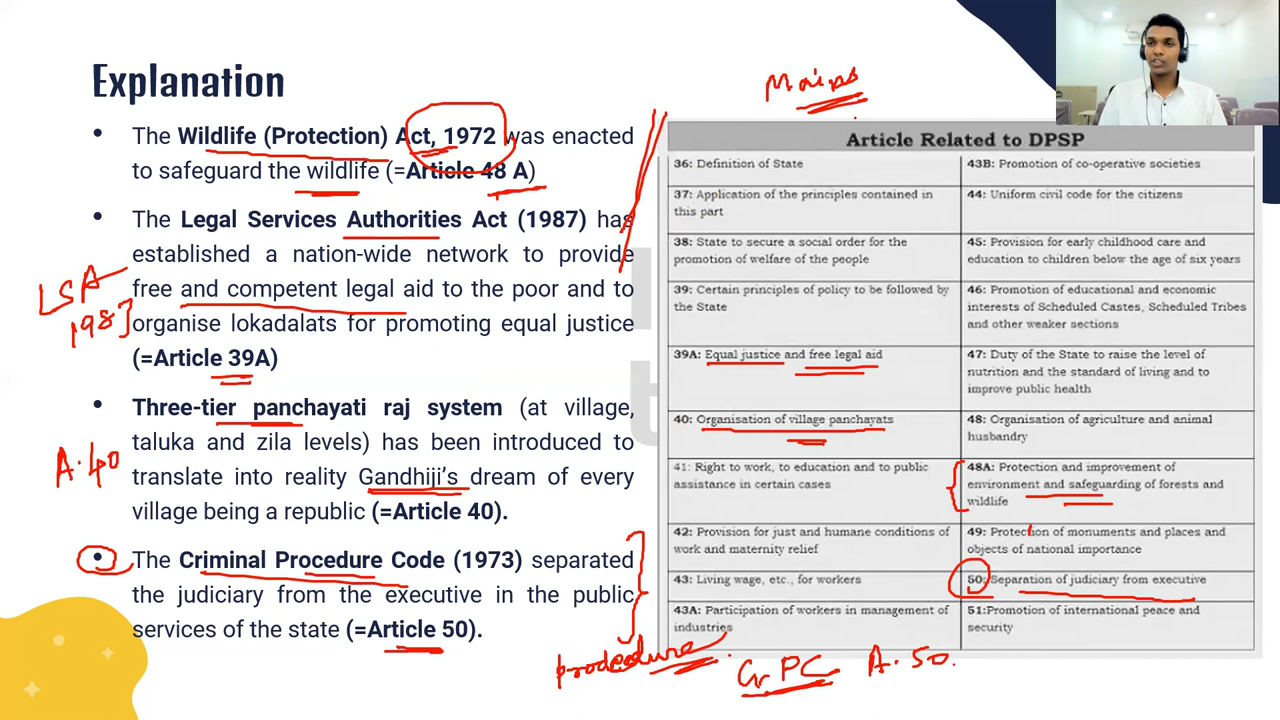 Explanation
• The Wildlife (Protection) Act, 1972 was enacted
to safeguard the wildlife (=Article 48 A)
• The Legal Services Authorities Act (1987) has
established a nation-wide network to provide
free and competent legal aid to the poor and to
organise lokadalats for promoting equal justice
(=Article 39A)
• Three-tier panchayati raj system (at village,
taluka and zila levels) has been introduced to
translate into reality Gandhiji's dream of every
village being a republic (=Article 40).
• The Criminal Procedure Code (1973) separated
the judiciary from the executive in the public
services of the state (=Article 50).
LSA
1987
A.40
Mains
Article Related to DPSP
36: Definition of State
43B: Promotion of co-operative societies
37: Application of the principles contained in
this part
44: Uniform civil code for the citizens
38: State to secure a social order for the
promotion of welfare of the people
45: Provision for early childhood care and
education to children below the age of six years
39: Certain principles of policy to be followed by
the State
46: Promotion of educational and economic
interests of Scheduled Castes, Scheduled Tribes
and other weaker sections
39A: Equal justice and free legal aid
47: Duty of the State to raise the level of
nutrition and the standard of living and to
improve public health
40: Organisation of village panchayats
48: Organisation of agriculture and animal
husbandry
41: Right to work, to education and to public
assistance in certain cases
48A: Protection and improvement of
environment and safeguarding of forests and
wildlife
42: Provision for just and humane conditions of
work and maternity relief
49: Protection of monuments and places and
objects of national importance
43: Living wage, etc., for workers
50: Separation of judiciary from executive
43A: Participation of workers in management of
industries
51:Promotion of international peace and
security
procedure
CrPC A.50.